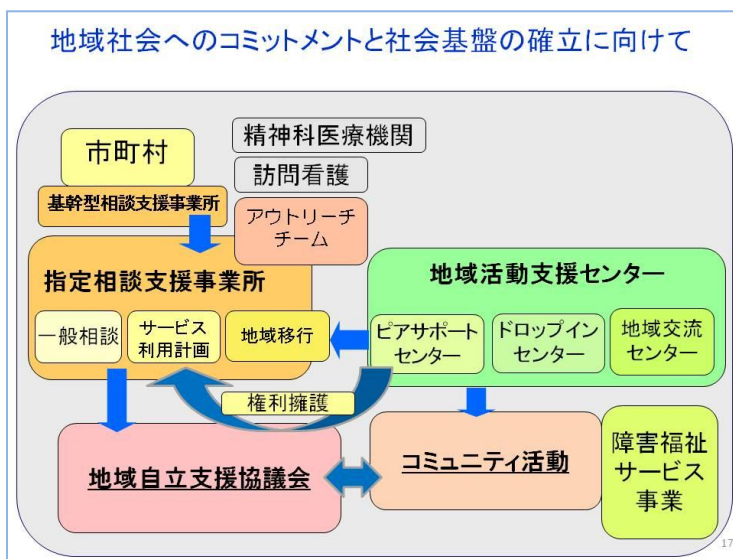 地域社会へのコミットメントと社会基盤の確立に向けて
市町村
基幹型相談支援事業所
精神科医療機関
訪問看護
アウトリーチ
チーム
指定相談支援事業所
一般相談
サービス
利用計画
地域移行
地域活動支援センター
ピアサポート
センター
ドロップイン
センター
地域交流
センター
権利擁護
地域自立支援協議会
コミュニティ活動
障害福祉
サービス
事業
17